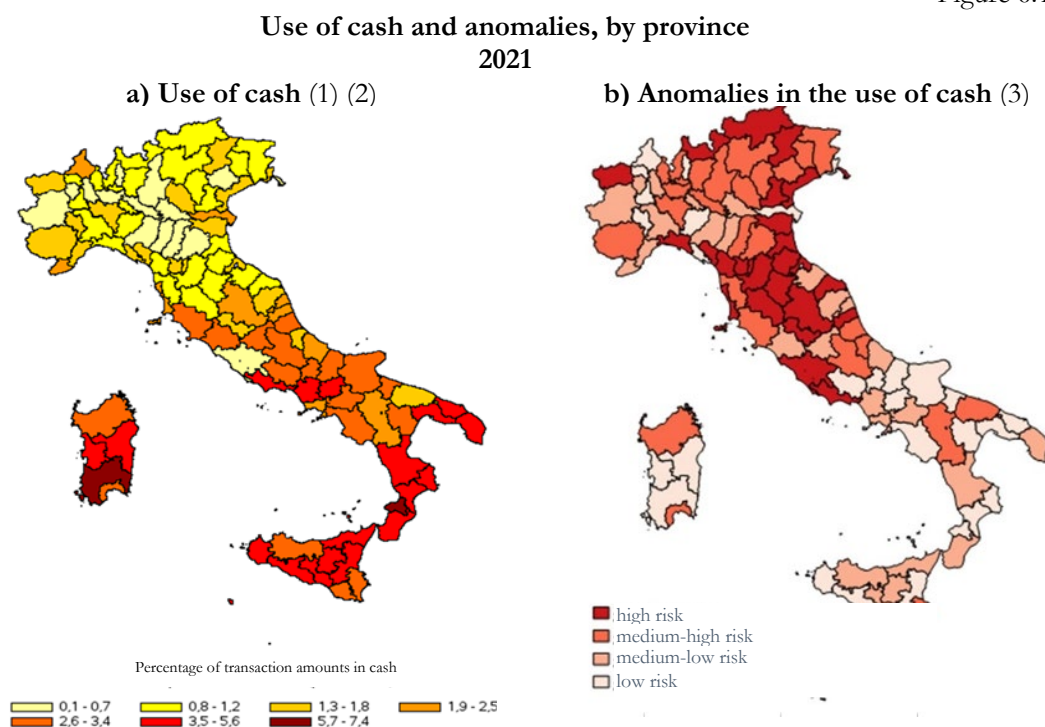 Use of cash and anomalies, by province
2021
a) Use of cash (1) (2)
b) Anomalies in the use of cash (3)
high risk
medium-high risk
medium-low risk
low risk
Percentage of transaction amounts in cash
0,1 - 0,7 0,8 - 1,2 1,3 - 1,8 1,9 - 2,5
2,6 - 3,4 3,5 - 5,6 5,7 - 7,4